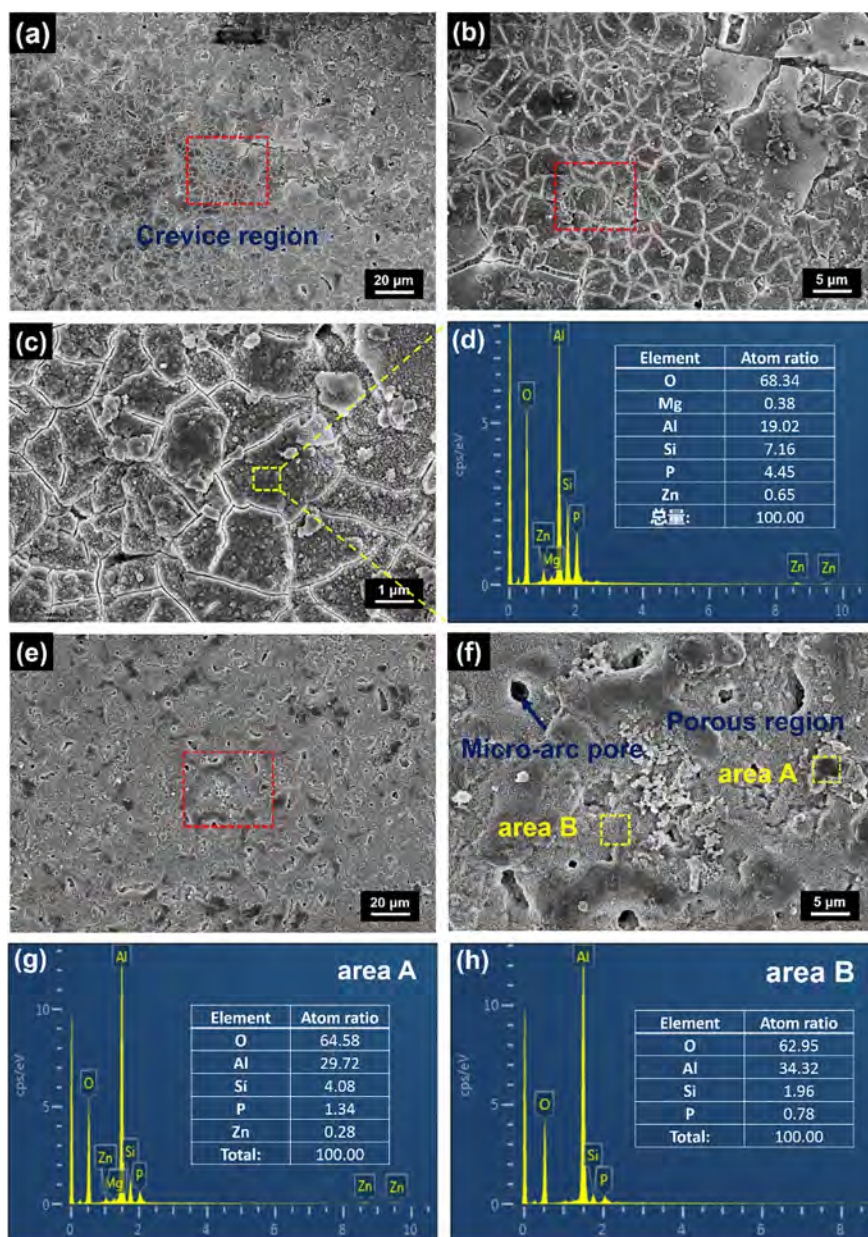 (a)
Crevice region
20 μm
(b)
5 μm
(c)
1 μm
(d)
cps/eV
5
0
Al
O
Si
P
Zn
Mg
Zn
Zn
Element Atom ratio
O 68.34
Mg 0.38
Al 19.02
Si 7.16
P 4.45
Zn 0.65
总量: 100.00
0 2 4 6 8 10
(e)
20 μm
(f)
Micro-arc pore
Porous region
area A
area B
5 μm
(g)
area A
cps/eV
10
5
0
Al
O
Zn
Si
Mg
P
Zn
Zn
Element Atom ratio
O 64.58
Al 29.72
Si 4.08
P 1.34
Zn 0.28
Total: 100.00
0 2 4 6 8 10
(h)
area B
cps/eV
10
5
0
Al
O
Si
P
Element Atom ratio
O 62.95
Al 34.32
Si 1.96
P 0.78
Total: 100.00
0 2 4 6 8